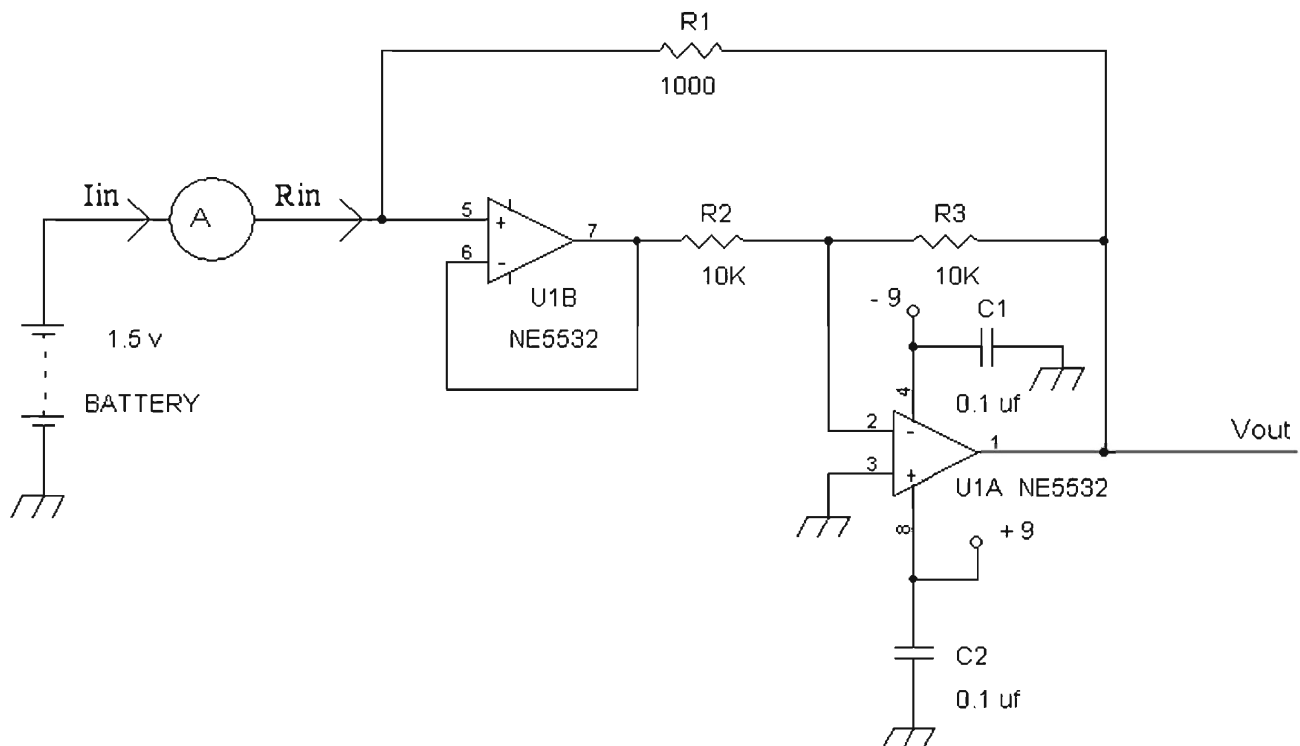 R1
1000
Iin
A
Rin
5
+
6
-
7
U1B
NE5532
R2
10K
R3
10K
1.5 v
BATTERY
- 9
C1
0.1 uf
4
2
-
3
+
1
8
U1A NE5532
Vout
+ 9
C2
0.1 uf